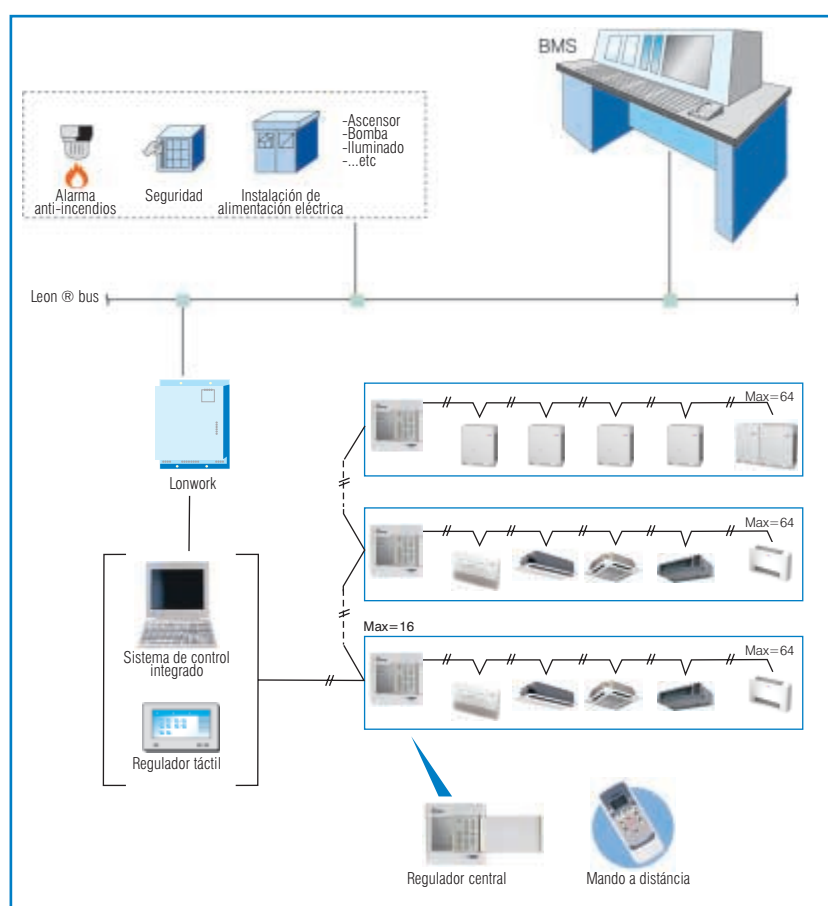 BMS
-Ascensor
-Bomba
-Iluminado
-...etc
Alarma
anti-incendios
Seguridad
Instalación de
alimentación eléctrica
Leon ® bus
Lonwork
Max=64
Max=64
Max=16
Max=64
Sistema de control
integrado
Regulador táctil
Regulador central
Mando a distáncia